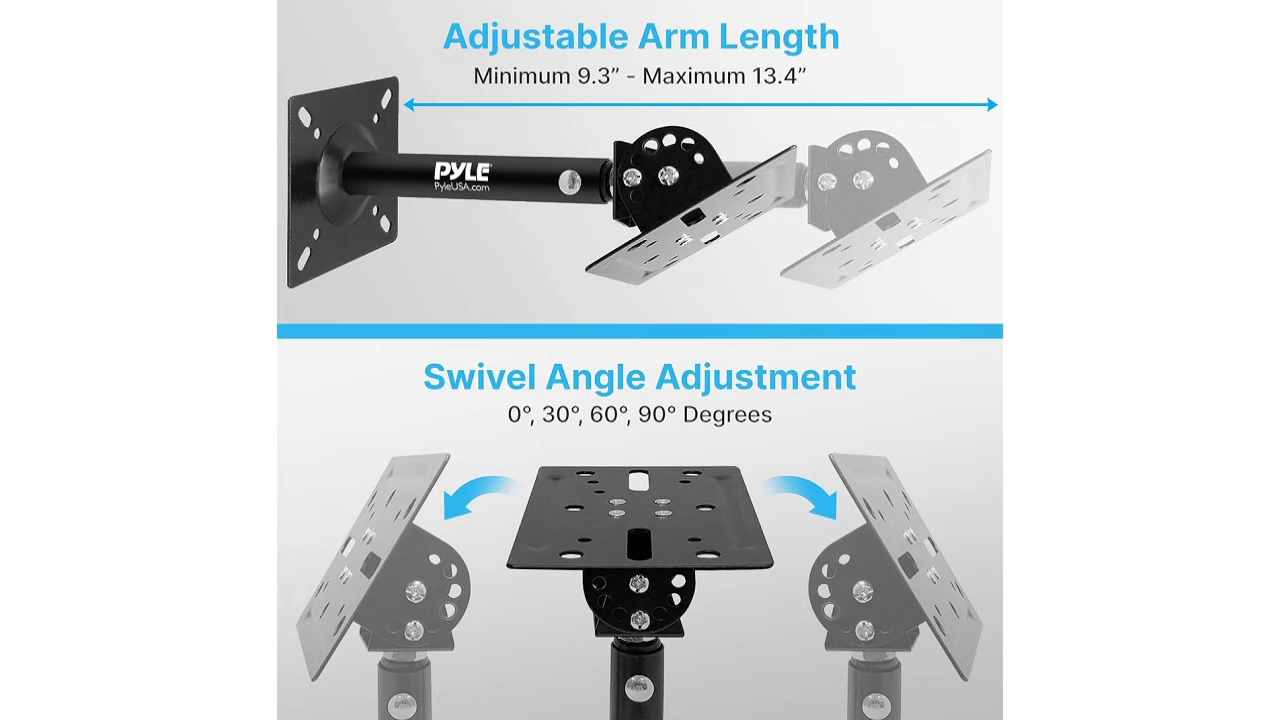 Adjustable Arm Length
Minimum 9.3” - Maximum 13.4”
PYLE®
PyleUSA.com
Swivel Angle Adjustment
0°, 30°, 60°, 90° Degrees